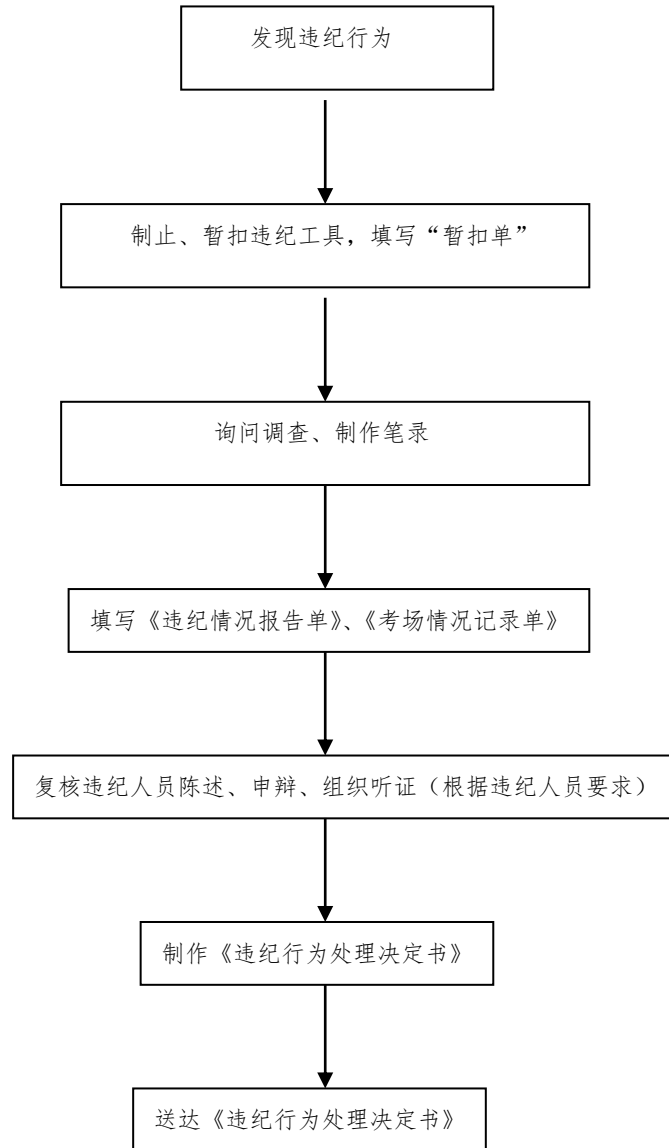 发现违纪行为
制止、暂扣违纪工具，填写“暂扣单”
询问调查、制作笔录
填写《违纪情况报告单》、《考场情况记录单》
复核违纪人员陈述、申辩、组织听证（根据违纪人员要求）
制作《违纪行为处理决定书》
送达《违纪行为处理决定书》